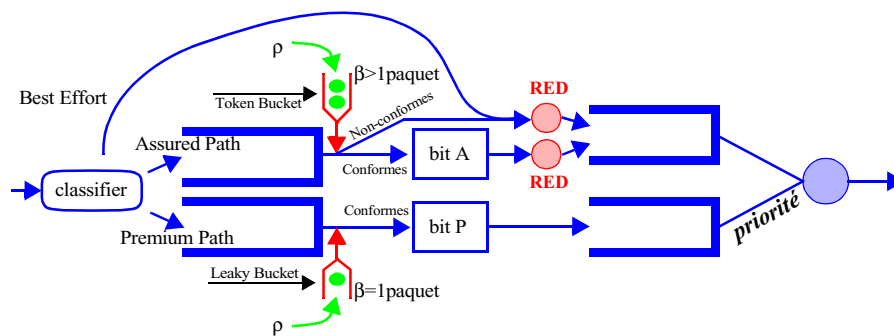 ρ
β>1paquet
Best Effort
Token Bucket
RED
Non-conformes
Assured Path
Conformes
bit A
RED
classifier
Premium Path
Conformes
bit P
priorité
Leaky Bucket
β=1paquet
ρ